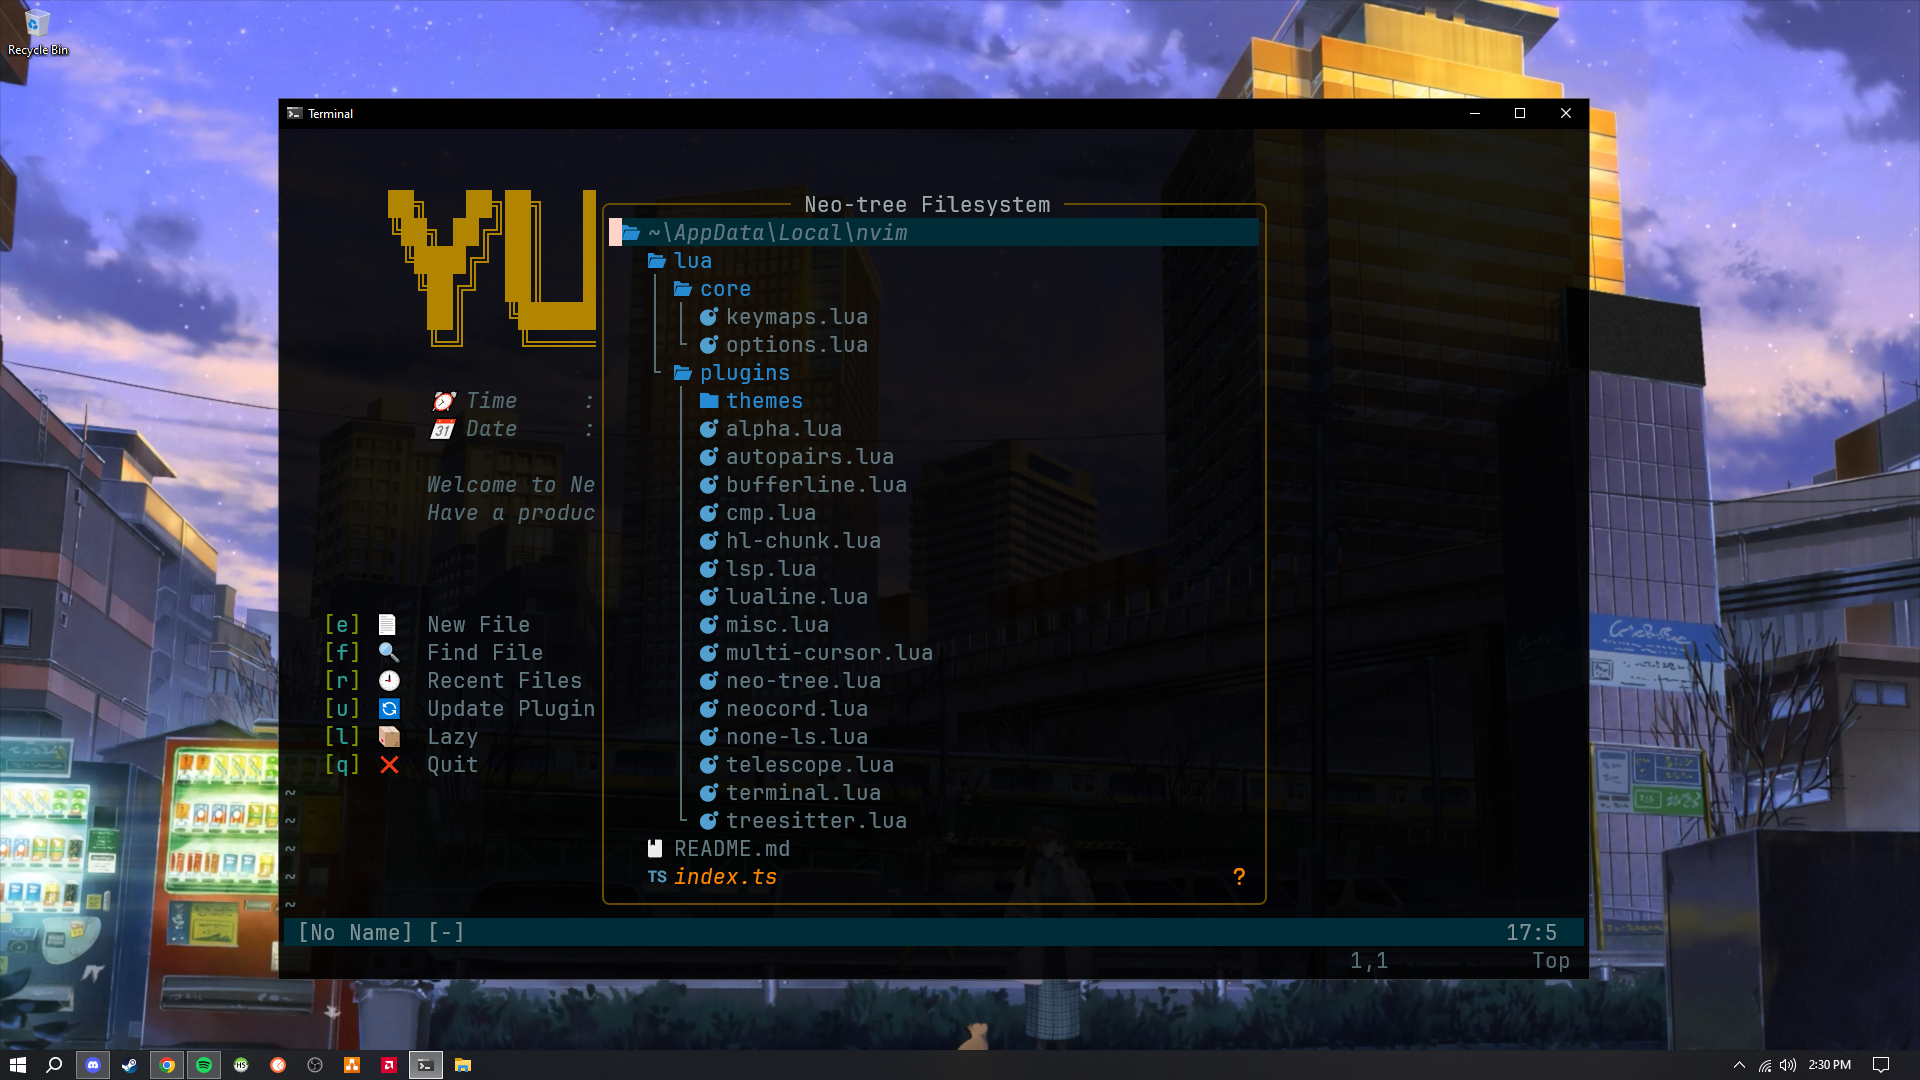 Recycle Bin
Terminal
YU
Neo-tree Filesystem
~\AppData\Local\nvim
lua
core
keymaps.lua
options.lua
plugins
themes
alpha.lua
autopairs.lua
bufferline.lua
cmp.lua
hl-chunk.lua
lsp.lua
lualine.lua
misc.lua
multi-cursor.lua
neo-tree.lua
neocord.lua
none-ls.lua
telescope.lua
terminal.lua
treesitter.lua
README.md
TS index.ts ?
Time :
31 Date :
Welcome to Ne
Have a produc
[e] New File
[f] Find File
[r] Recent Files
[u] Update Plugin
[l] Lazy
[q] Quit
~
~
~
~
~
[No Name] [-] 17:5
1,1 Top
2:30 PM